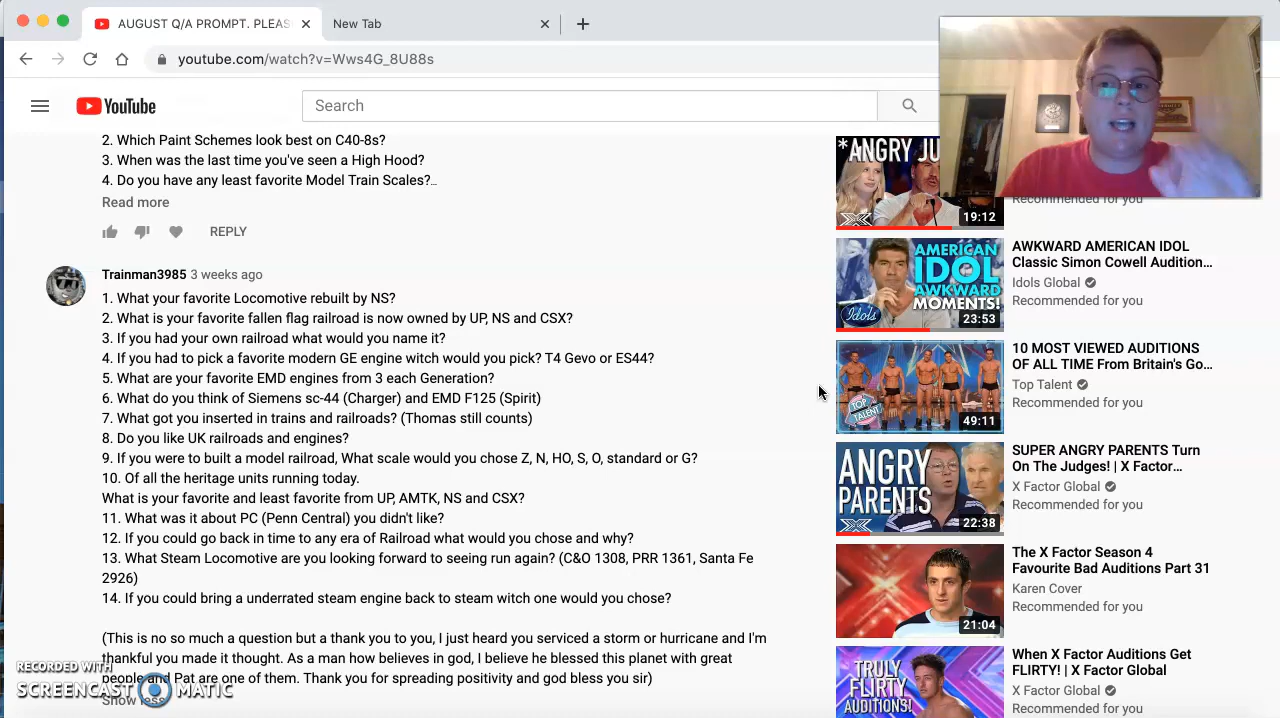 AUGUST Q/A PROMPT. PLEAS
New Tab
youtube.com/watch?v=Wws4G_8U88s
YouTube
Search
2. Which Paint Schemes look best on C40-8s?
3. When was the last time you've seen a High Hood?
4. Do you have any least favorite Model Train Scales?...
Read more
REPLY
Trainman3985 3 weeks ago
1. What your favorite Locomotive rebuilt by NS?
2. What is your favorite fallen flag railroad is now owned by UP, NS and CSX?
3. If you had your own railroad what would you name it?
4. If you had to pick a favorite modern GE engine witch would you pick? T4 Gevo or ES44?
5. What are your favorite EMD engines from 3 each Generation?
6. What do you think of Siemens sc-44 (Charger) and EMD F125 (Spirit)
7. What got you inserted in trains and railroads? (Thomas still counts)
8. Do you like UK railroads and engines?
9. If you were to built a model railroad, What scale would you chose Z, N, HO, S, O, standard or G?
10. Of all the heritage units running today.
What is your favorite and least favorite from UP, AMTK, NS and CSX?
11. What was it about PC (Penn Central) you didn't like?
12. If you could go back in time to any era of Railroad what would you chose and why?
13. What Steam Locomotive are you looking forward to seeing run again? (C&O 1308, PRR 1361, Santa Fe
2926)
14. If you could bring a underrated steam engine back to steam witch one would you chose?
(This is no so much a question but a thank you to you, I just heard you serviced a storm or hurricane and I'm
thankful you made it thought. As a man how believes in god, I believe he blessed this planet with great
people and Pat are one of them. Thank you for spreading positivity and god bless you sir)
Show less
RECORDED WITH
SCREENCAST MATIC
*ANGRY JU
19:12
Recommended for you
AMERICAN
IDOL
AWKWARD
MOMENTS!
Idols
23:53
AWKWARD AMERICAN IDOL
Classic Simon Cowell Audition...
Idols Global
Recommended for you
TOP
TALENT
49:11
10 MOST VIEWED AUDITIONS
OF ALL TIME From Britain's Go...
Top Talent
Recommended for you
ANGRY
PARENTS
22:38
SUPER ANGRY PARENTS Turn
On The Judges! | X Factor...
X Factor Global
Recommended for you
21:04
The X Factor Season 4
Favourite Bad Auditions Part 31
Karen Cover
Recommended for you
TRULY
FLIRTY
AUDITIONS!
When X Factor Auditions Get
FLIRTY! | X Factor Global
X Factor Global
Recommended for you